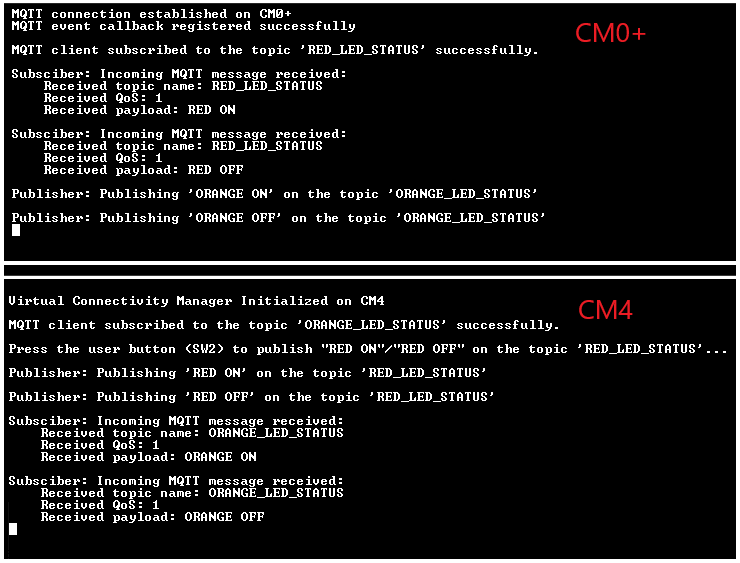 MQTT connection established on CM0+
MQTT event callback registered successfully
CM0+
MQTT client subscribed to the topic 'RED_LED_STATUS' successfully.
Subsciber: Incoming MQTT message received:
Received topic name: RED_LED_STATUS
Received QoS: 1
Received payload: RED ON
Subsciber: Incoming MQTT message received:
Received topic name: RED_LED_STATUS
Received QoS: 1
Received payload: RED OFF
Publisher: Publishing 'ORANGE ON' on the topic 'ORANGE_LED_STATUS'
Publisher: Publishing 'ORANGE OFF' on the topic 'ORANGE_LED_STATUS'
Virtual Connectivity Manager Initialized on CM4
CM4
MQTT client subscribed to the topic 'ORANGE_LED_STATUS' successfully.
Press the user button (SW2) to publish "RED ON"/"RED OFF" on the topic 'RED_LED_STATUS'...
Publisher: Publishing 'RED ON' on the topic 'RED_LED_STATUS'
Publisher: Publishing 'RED OFF' on the topic 'RED_LED_STATUS'
Subsciber: Incoming MQTT message received:
Received topic name: ORANGE_LED_STATUS
Received QoS: 1
Received payload: ORANGE ON
Subsciber: Incoming MQTT message received:
Received topic name: ORANGE_LED_STATUS
Received QoS: 1
Received payload: ORANGE OFF